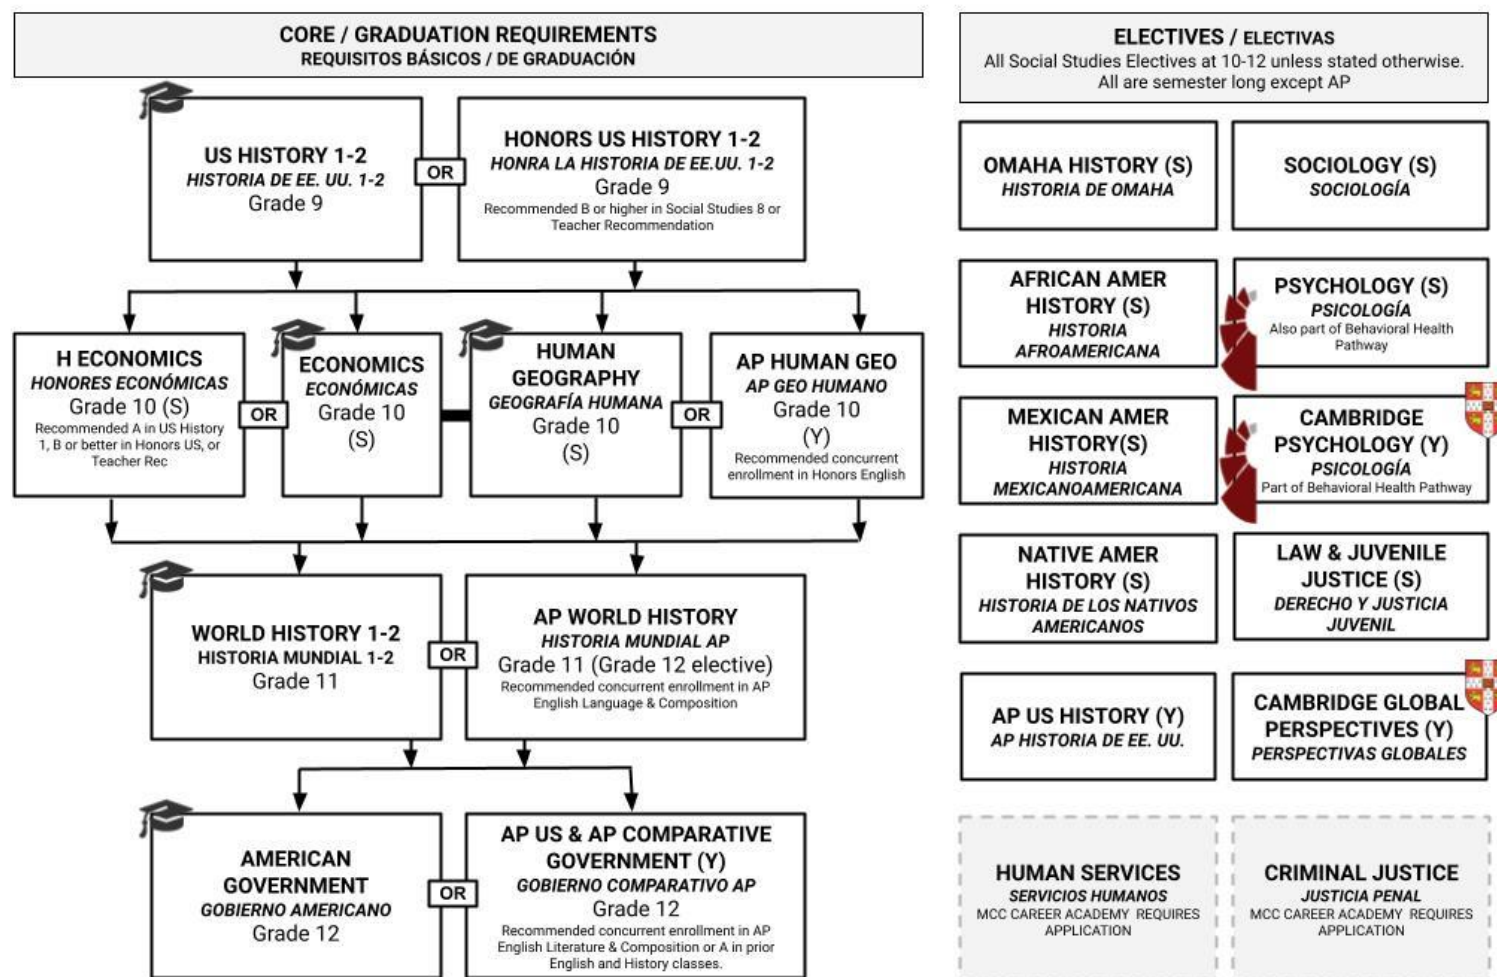 CORE / GRADUATION REQUIREMENTS
REQUISITOS BÁSICOS / DE GRADUACIÓN
US HISTORY 1-2
HISTORIA DE EE. UU. 1-2
Grade 9
OR
HONORS US HISTORY 1-2
HONRA LA HISTORIA DE EE.UU. 1-2
Grade 9
Recommended B or higher in Social Studies 8 or
Teacher Recommendation
H ECONOMICS
HONORES ECONÓMICAS
Grade 10 (S)
Recommended A in US History
1, B or better in Honors US, or
Teacher Rec
OR
ECONOMICS
ECONÓMICAS
Grade 10
(S)
HUMAN
GEOGRAPHY
GEOGRAFÍA HUMANA
Grade 10
(S)
OR
AP HUMAN GEO
AP GEO HUMANO
Grade 10
(Y)
Recommended concurrent
enrollment in Honors English
WORLD HISTORY 1-2
HISTORIA MUNDIAL 1-2
Grade 11
OR
AP WORLD HISTORY
HISTORIA MUNDIAL AP
Grade 11 (Grade 12 elective)
Recommended concurrent enrollment in AP
English Language & Composition
AMERICAN
GOVERNMENT
GOBIERNO AMERICANO
Grade 12
OR
AP US & AP COMPARATIVE
GOVERNMENT (Y)
GOBIERNO COMPARATIVO AP
Grade 12
Recommended concurrent enrollment in AP
English Literature & Composition or A in prior
English and History classes.
ELECTIVES / ELECTIVAS
All Social Studies Electives at 10-12 unless stated otherwise.
All are semester long except AP
OMAHA HISTORY (S)
HISTORIA DE OMAHA
SOCIOLOGY (S)
SOCIOLOGÍA
AFRICAN AMER
HISTORY (S)
HISTORIA
AFROAMERICANA
PSYCHOLOGY (S)
PSICOLOGÍA
Also part of Behavioral Health
Pathway
MEXICAN AMER
HISTORY(S)
HISTORIA
MEXICANOAMERICANA
CAMBRIDGE
PSYCHOLOGY (Y)
PSICOLOGÍA
Part of Behavioral Health Pathway
NATIVE AMER
HISTORY (S)
HISTORIA DE LOS NATIVOS
AMERICANOS
LAW & JUVENILE
JUSTICE (S)
DERECHO Y JUSTICIA
JUVENIL
AP US HISTORY (Y)
AP HISTORIA DE EE. UU.
CAMBRIDGE GLOBAL
PERSPECTIVES (Y)
PERSPECTIVAS GLOBALES
HUMAN SERVICES
SERVICIOS HUMANOS
MCC CAREER ACADEMY REQUIRES
APPLICATION
CRIMINAL JUSTICE
JUSTICIA PENAL
MCC CAREER ACADEMY REQUIRES
APPLICATION